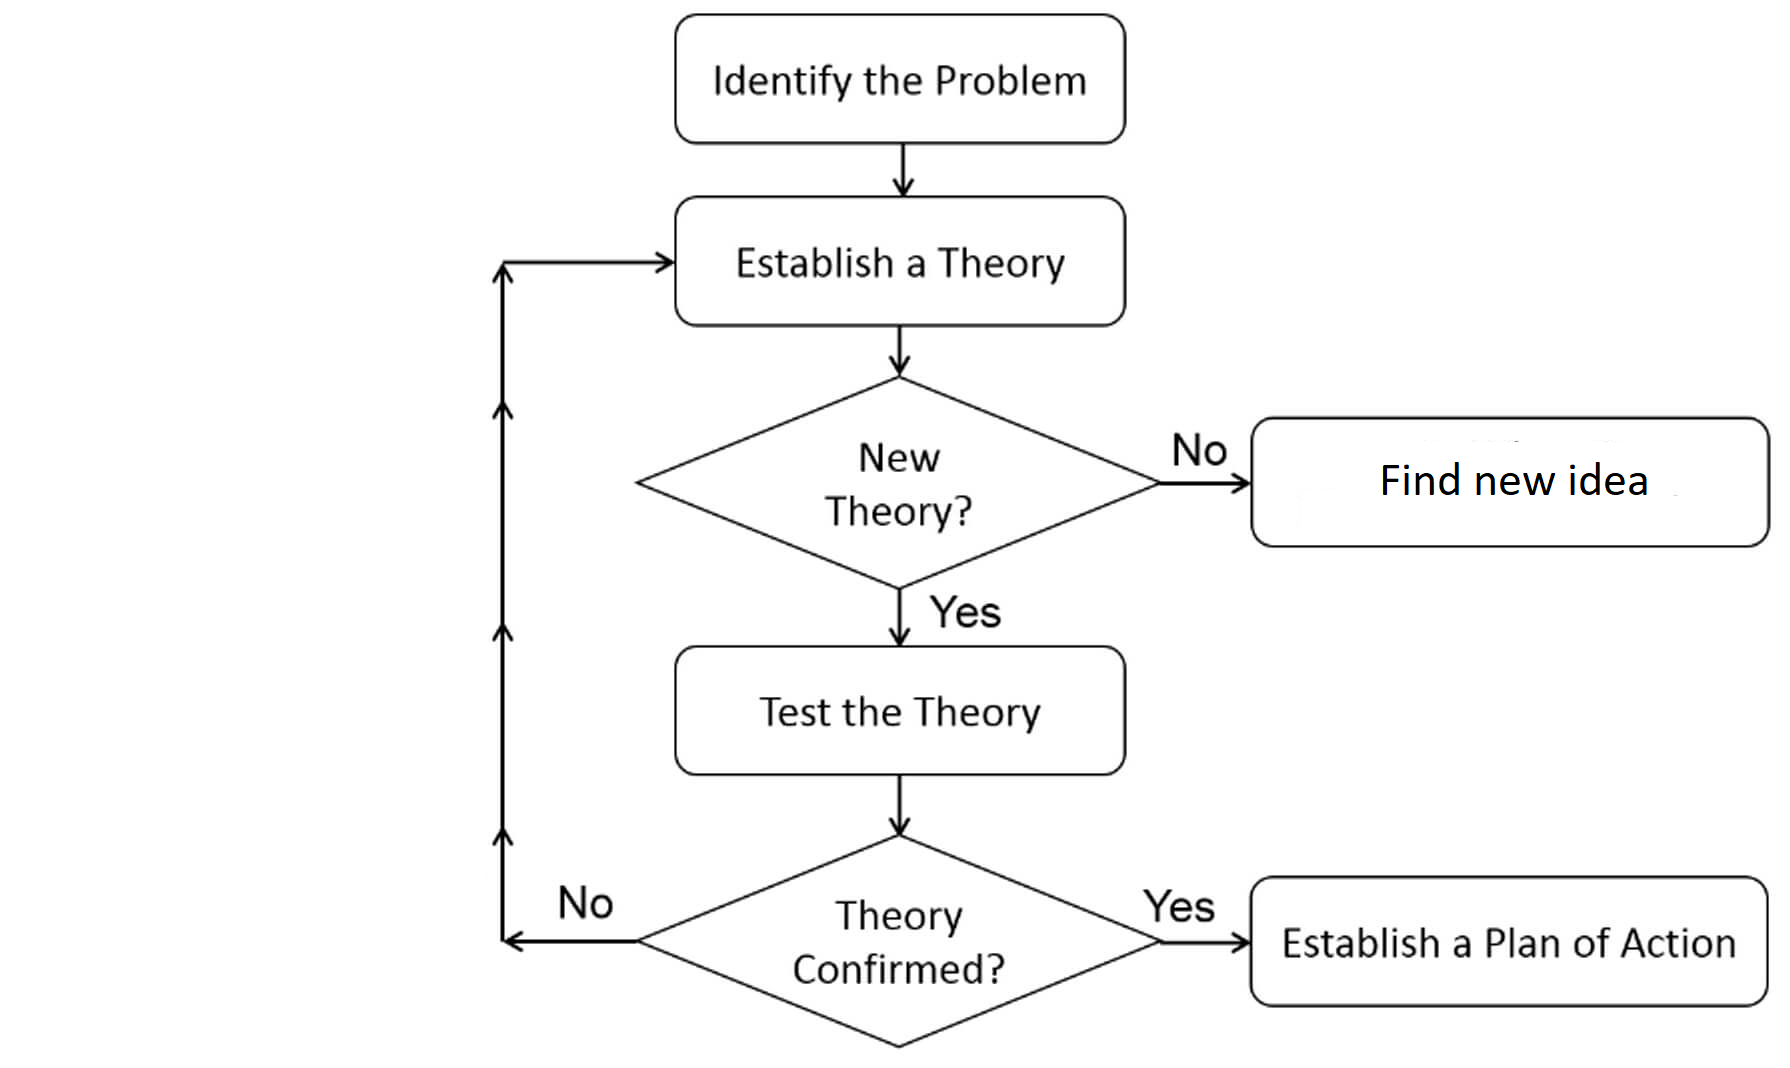 Identify the Problem
Establish a Theory
New
Theory?
No
Find new idea
Yes
Test the Theory
No
Theory
Confirmed?
Yes
Establish a Plan of Action